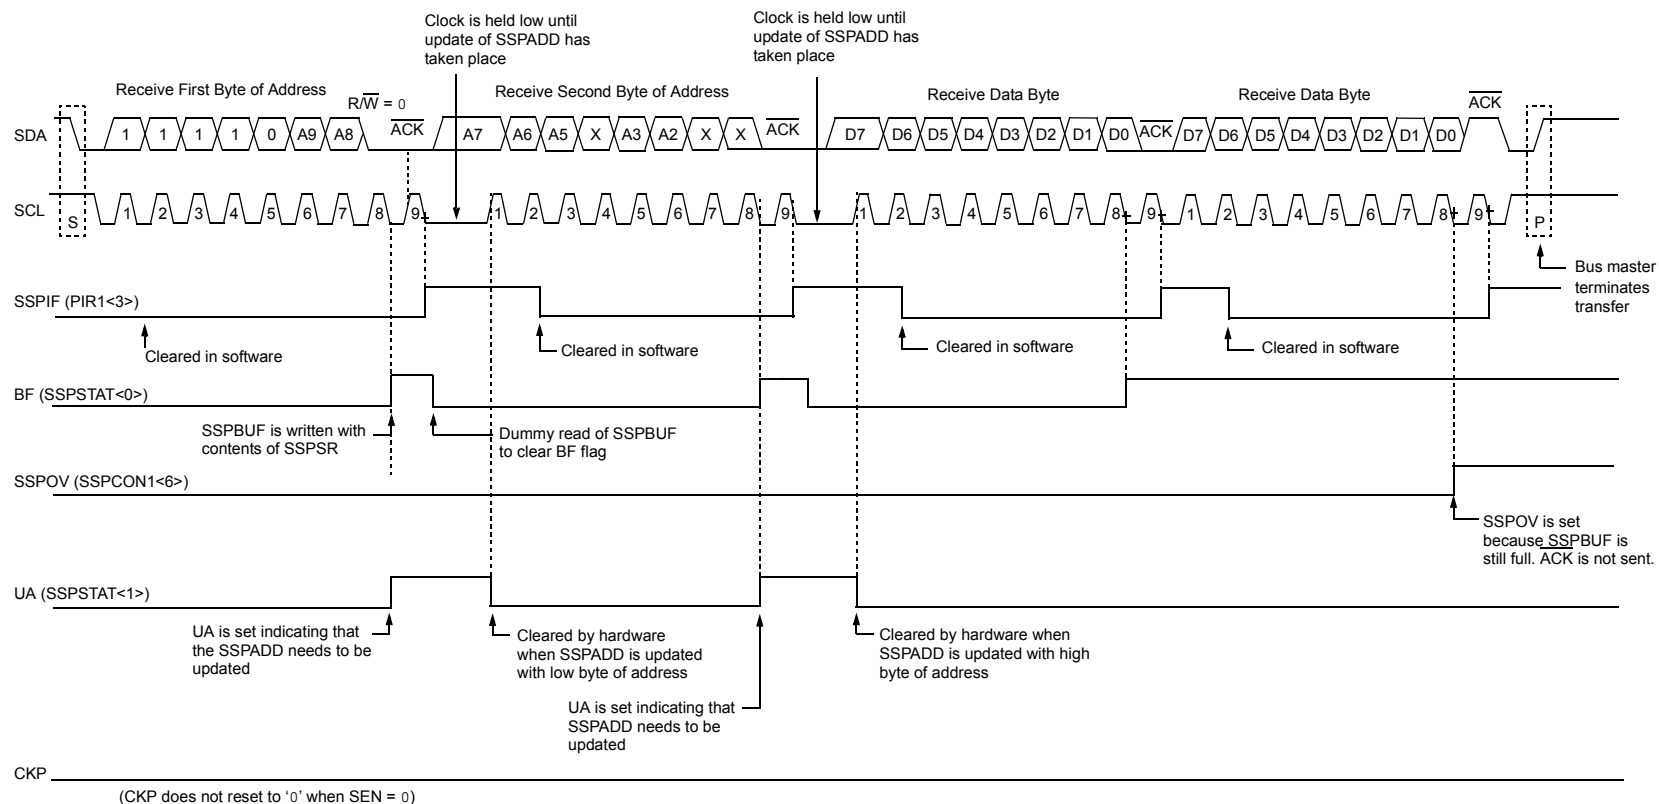 Clock is held low until
update of SSPADD has
taken place
Clock is held low until
update of SSPADD has
taken place
Receive First Byte of Address
R/W = 0
Receive Second Byte of Address
Receive Data Byte
Receive Data Byte
ACK
SDA
1 1 1 1 0 A9 A8 ACK A7 A6 A5 X A3 A2 X X ACK D7 D6 D5 D4 D3 D2 D1 D0 ACK D7 D6 D5 D4 D3 D2 D1 D0
SCL
S 1 2 3 4 5 6 7 8 9 1 2 3 4 5 6 7 8 9 1 2 3 4 5 6 7 8 9 1 2 3 4 5 6 7 8 9 P
Bus master
terminates
transfer
SSPIF (PIR1<3>)
Cleared in software
Cleared in software
Cleared in software
Cleared in software
BF (SSPSTAT<0>)
SSPBUF is written with
contents of SSPSR
Dummy read of SSPBUF
to clear BF flag
SSPOV (SSPCON1<6>)
SSPOV is set
because SSPBUF is
still full. ACK is not sent.
UA (SSPSTAT<1>)
UA is set indicating that
the SSPADD needs to be
updated
Cleared by hardware
when SSPADD is updated
with low byte of address
UA is set indicating that
SSPADD needs to be
updated
Cleared by hardware when
SSPADD is updated with high
byte of address
CKP
(CKP does not reset to ‘0’ when SEN = 0)